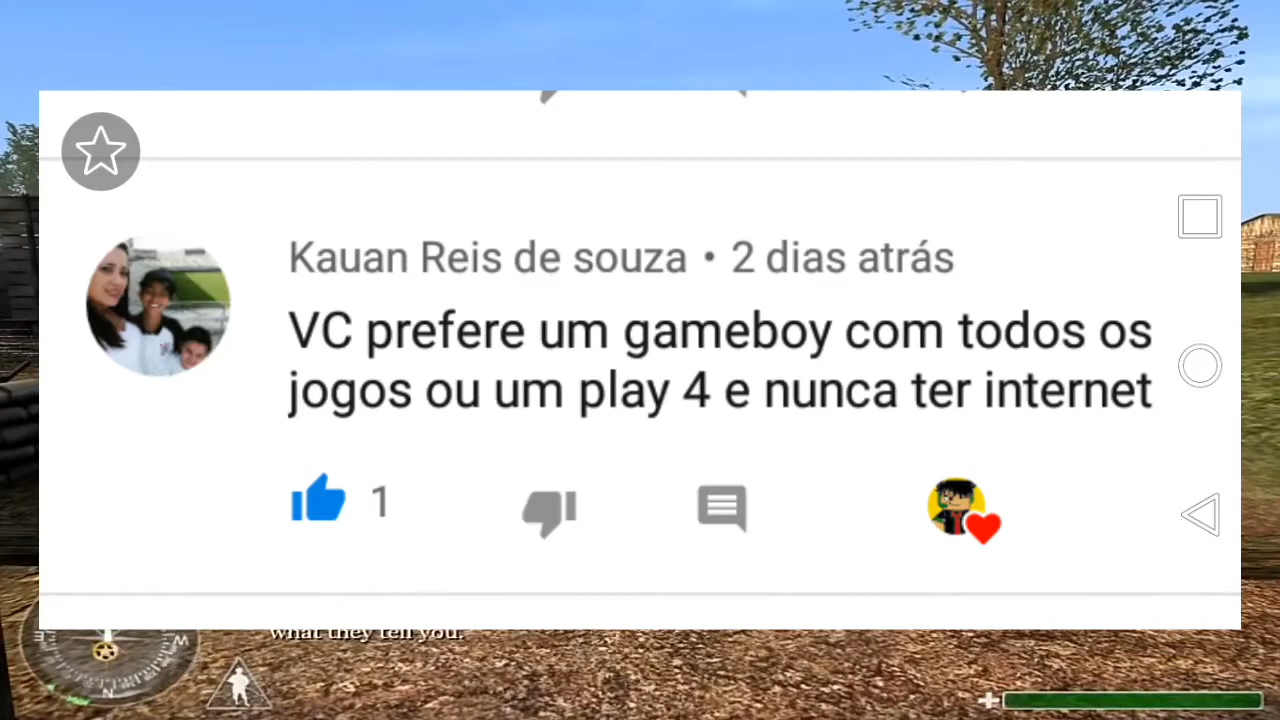 Kauan Reis de souza • 2 dias atrás
VC prefere um gameboy com todos os
jogos ou um play 4 e nunca ter internet
1
what they tell you.
E
W
N